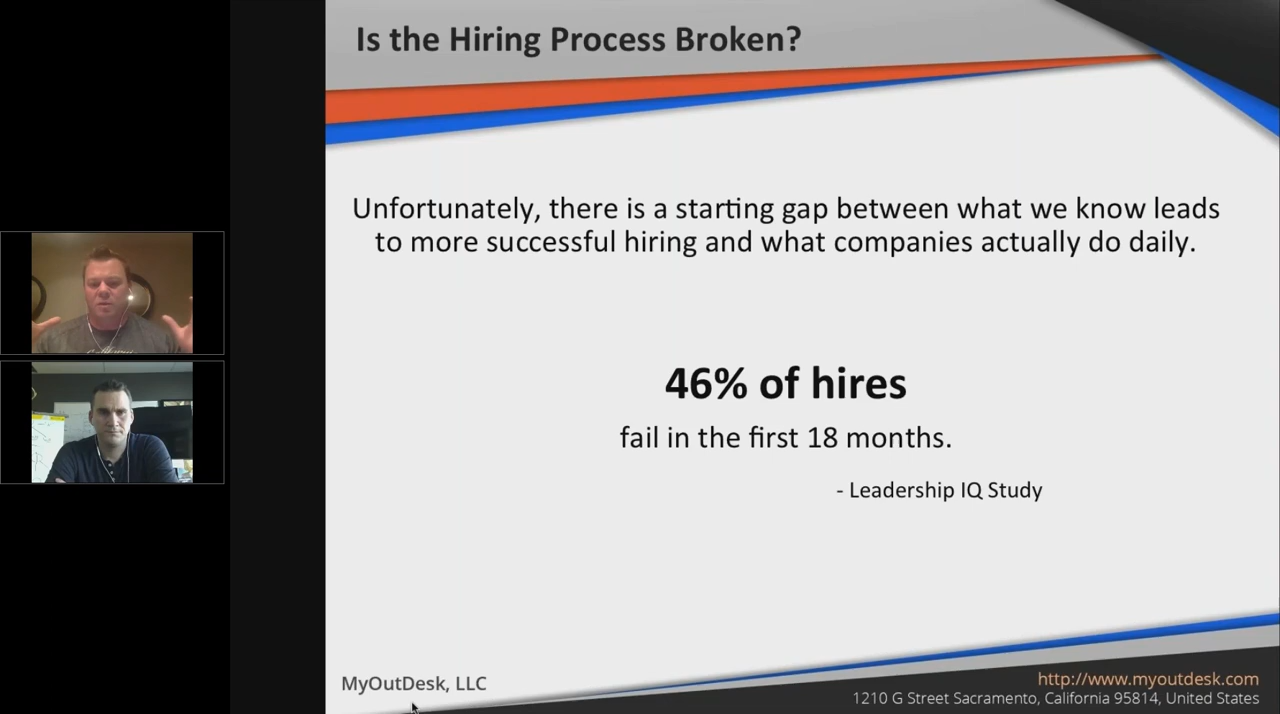 Is the Hiring Process Broken?
Unfortunately, there is a starting gap between what we know leads
to more successful hiring and what companies actually do daily.
46% of hires
fail in the first 18 months.
- Leadership IQ Study
MyOutDesk, LLC
http://www.myoutdesk.com
1210 G Street Sacramento, California 95814, United States